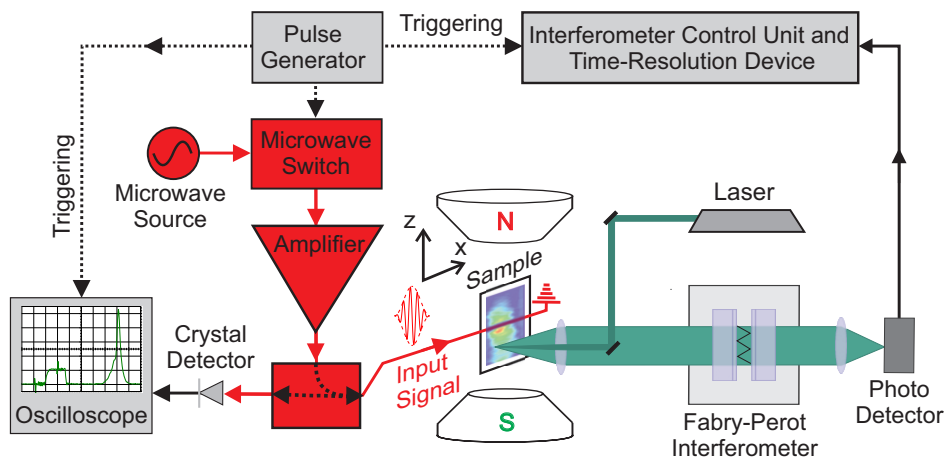 Pulse
Generator
Triggering
Interferometer Control Unit and
Time-Resolution Device
Triggering
Microwave
Switch
Microwave
Source
Amplifier
Z
X
N
Sample
Laser
Crystal
Detector
Input
Signal
S
Oscilloscope
Fabry-Perot
Interferometer
Photo
Detector